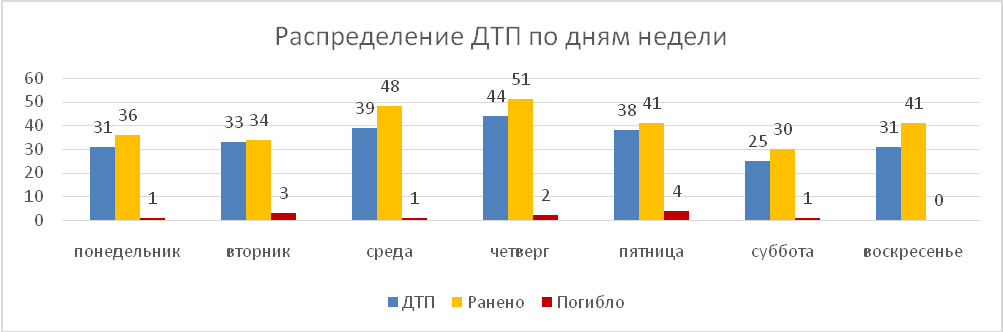 Распределение ДТП по дням недели
60
50
40
30
20
10
0
31 36 1
33 34 3
39 48 1
44 51 2
38 41 4
25 30 1
31 41 0
понедельник вторник среда четверг пятница суббота воскресенье
ДТП Ранено Погибло